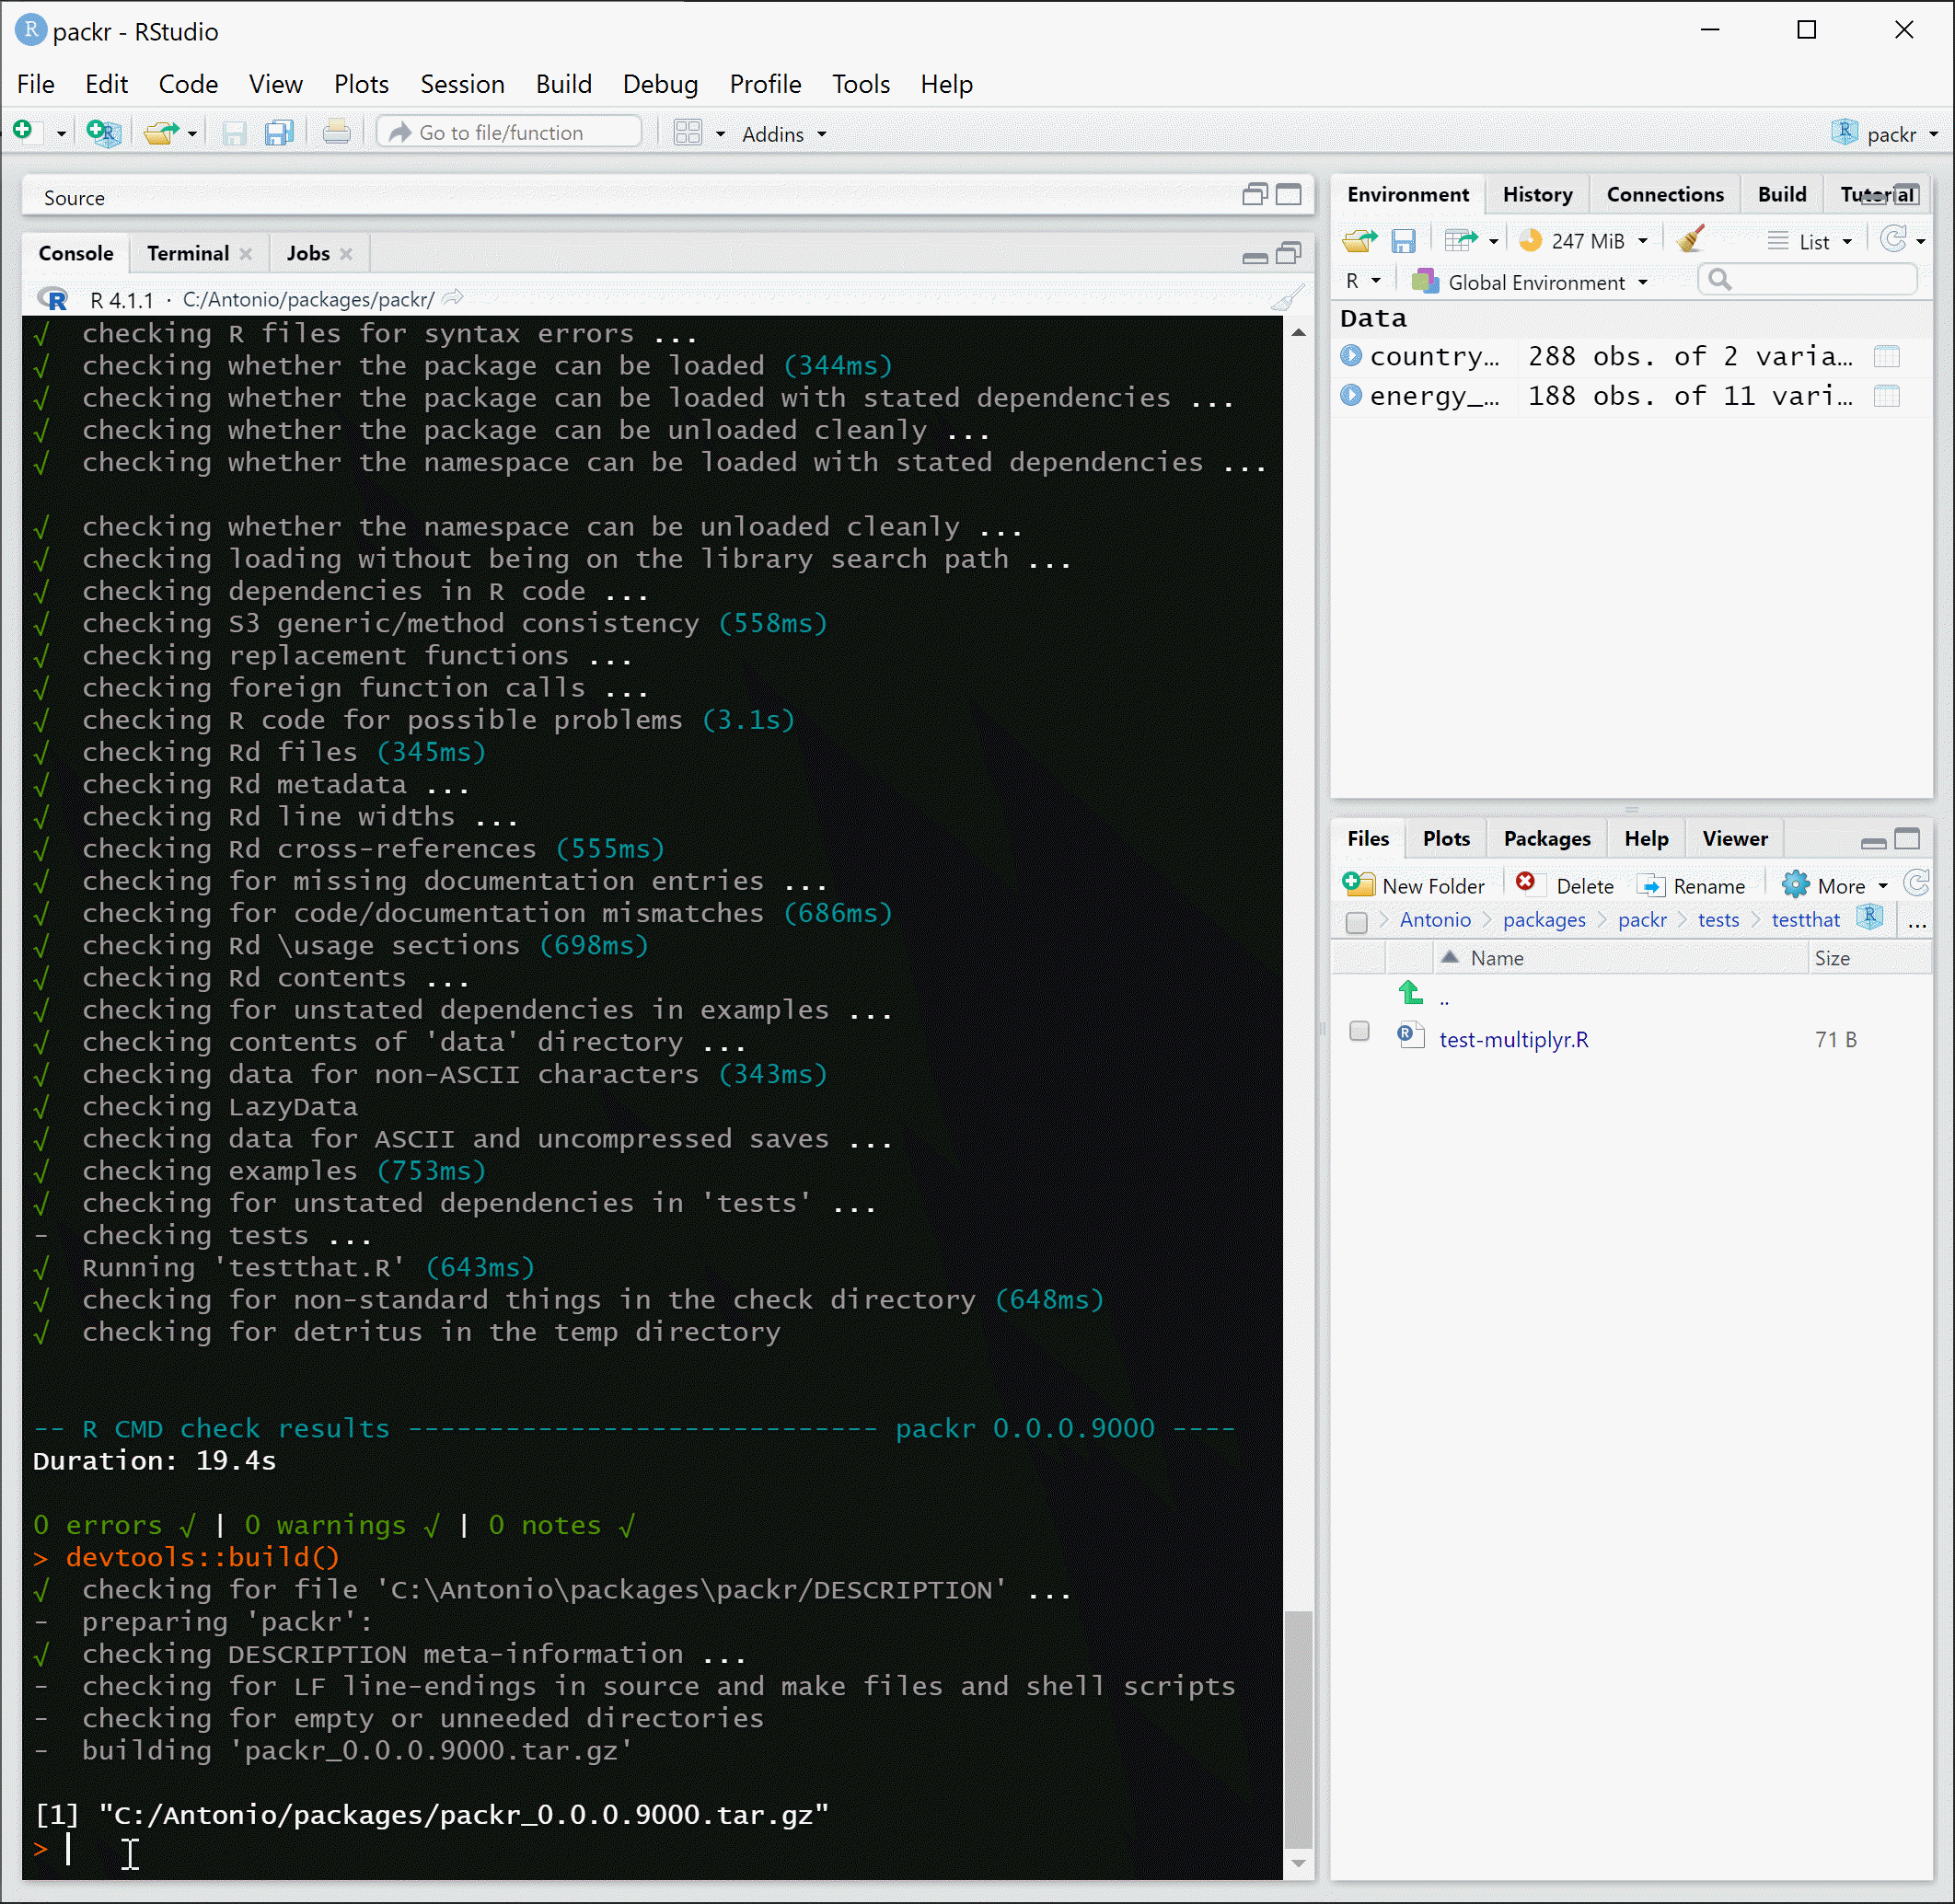 packr - RStudio
File Edit Code View Plots Session Build Debug Profile Tools Help
Go to file/function Addins packr
Source
Console Terminal Jobs
R 4.1.1 · C:/Antonio/packages/packr/
√ checking R files for syntax errors ...
√ checking whether the package can be loaded (344ms)
√ checking whether the package can be loaded with stated dependencies ...
√ checking whether the package can be unloaded cleanly ...
√ checking whether the namespace can be loaded with stated dependencies ...
√ checking whether the namespace can be unloaded cleanly ...
√ checking loading without being on the library search path ...
√ checking dependencies in R code ...
√ checking S3 generic/method consistency (558ms)
√ checking replacement functions ...
√ checking foreign function calls ...
√ checking R code for possible problems (3.1s)
√ checking Rd files (345ms)
√ checking Rd metadata ...
√ checking Rd line widths ...
√ checking Rd cross-references (555ms)
√ checking for missing documentation entries ...
√ checking for code/documentation mismatches (686ms)
√ checking Rd \usage sections (698ms)
√ checking Rd contents ...
√ checking for unstated dependencies in examples ...
√ checking contents of 'data' directory ...
√ checking data for non-ASCII characters (343ms)
√ checking LazyData
√ checking data for ASCII and uncompressed saves ...
√ checking examples (753ms)
√ checking for unstated dependencies in 'tests' ...
- checking tests ...
√ Running 'testthat.R' (643ms)
√ checking for non-standard things in the check directory (648ms)
√ checking for detritus in the temp directory
-- R CMD check results ----------------------------- packr 0.0.0.9000 ----
Duration: 19.4s
0 errors √ | 0 warnings √ | 0 notes √
> devtools::build()
√ checking for file 'C:\Antonio\packages\packr/DESCRIPTION' ...
- preparing 'packr':
√ checking DESCRIPTION meta-information ...
- checking for LF line-endings in source and make files and shell scripts
- checking for empty or unneeded directories
- building 'packr_0.0.0.9000.tar.gz'
[1] "C:/Antonio/packages/packr_0.0.0.9000.tar.gz"
>
Environment History Connections Build Tutorial
247 MiB List
R Global Environment
Data
country… 288 obs. of 2 varia…
energy_… 188 obs. of 11 vari…
Files Plots Packages Help Viewer
New Folder Delete Rename More
Antonio packages packr tests testthat ...
Name Size
..
test-multiplyr.R 71 B